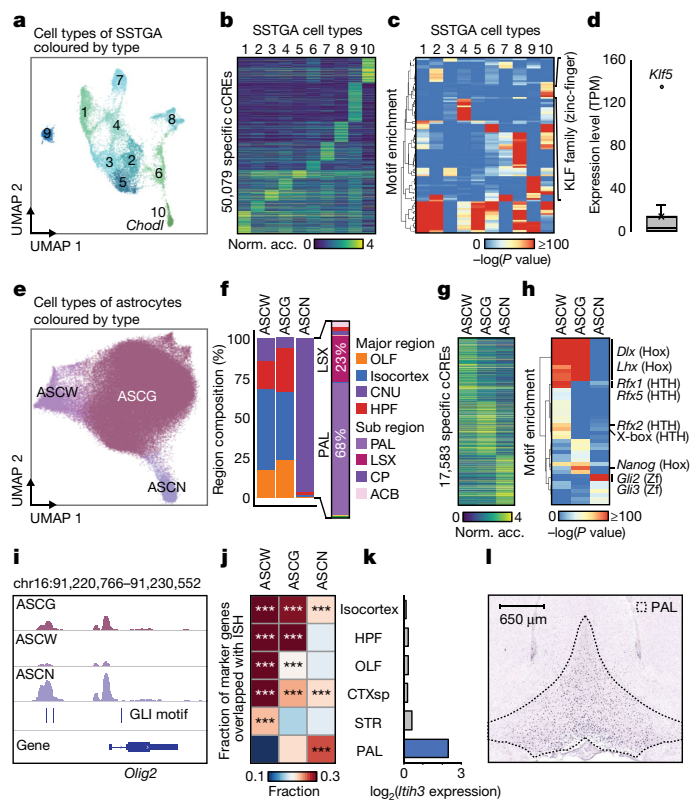 a
Cell types of SSTGA
coloured by type
7
1
4
8
9
3
2
5
6
10
Chodl
UMAP 2
UMAP 1
b
SSTGA cell types
1 2 3 4 5 6 7 8 9 10
50,079 specific cCREs
Norm. acc. 0 4
c
SSTGA cell types
1 2 3 4 5 6 7 8 9 10
Motif enrichment
KLF family (zinc-finger)
0 ≥100
–log(P value)
d
Expression level (TPM)
160
120
80
40
0
Klf5
e
Cell types of astrocytes
coloured by type
ASCW
ASCG
ASCN
UMAP 2
UMAP 1
f
ASCW
ASCG
ASCN
Region composition (%)
100
75
50
25
0
LSX
PAL
23%
68%
Major region
OLF
Isocortex
CNU
HPF
Sub region
PAL
LSX
CP
ACB
g
ASCW
ASCG
ASCN
17,583 specific cCREs
0 4
Norm. acc.
h
ASCW
ASCG
ASCN
Motif enrichment
Dlx (Hox)
Lhx (Hox)
Rfx1 (HTH)
Rfx5 (HTH)
Rfx2 (HTH)
X-box (HTH)
Nanog (Hox)
Gli2 (Zf)
Gli3 (Zf)
0 ≥100
–log(P value)
i
chr16:91,220,766–91,230,552
ASCG
ASCW
ASCN
GLI motif
Gene
Olig2
j
ASCW
ASCG
ASCN
Fraction of marker genes
overlapped with ISH
*** *** ***
*** ***
*** ***
*** *** ***
***
***
0.1 0.3
Fraction
k
Isocortex
HPF
OLF
CTXsp
STR
PAL
0 3
log2(Itih3 expression)
l
650 μm
PAL